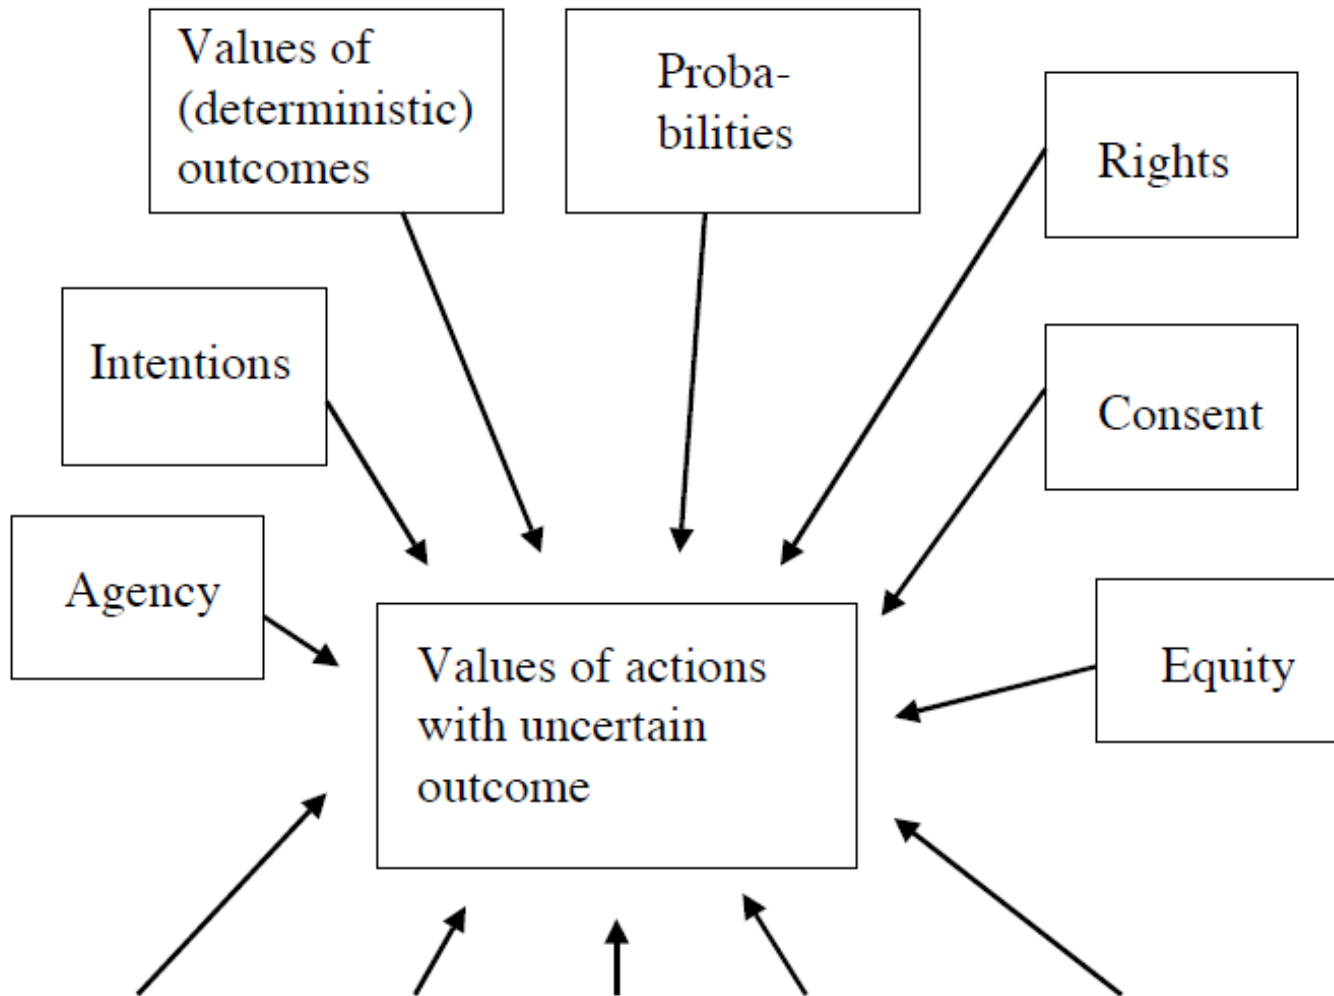 Values of
(deterministic)
outcomes
Proba-
bilities
Rights
Intentions
Consent
Agency
Values of actions
with uncertain
outcome
Equity